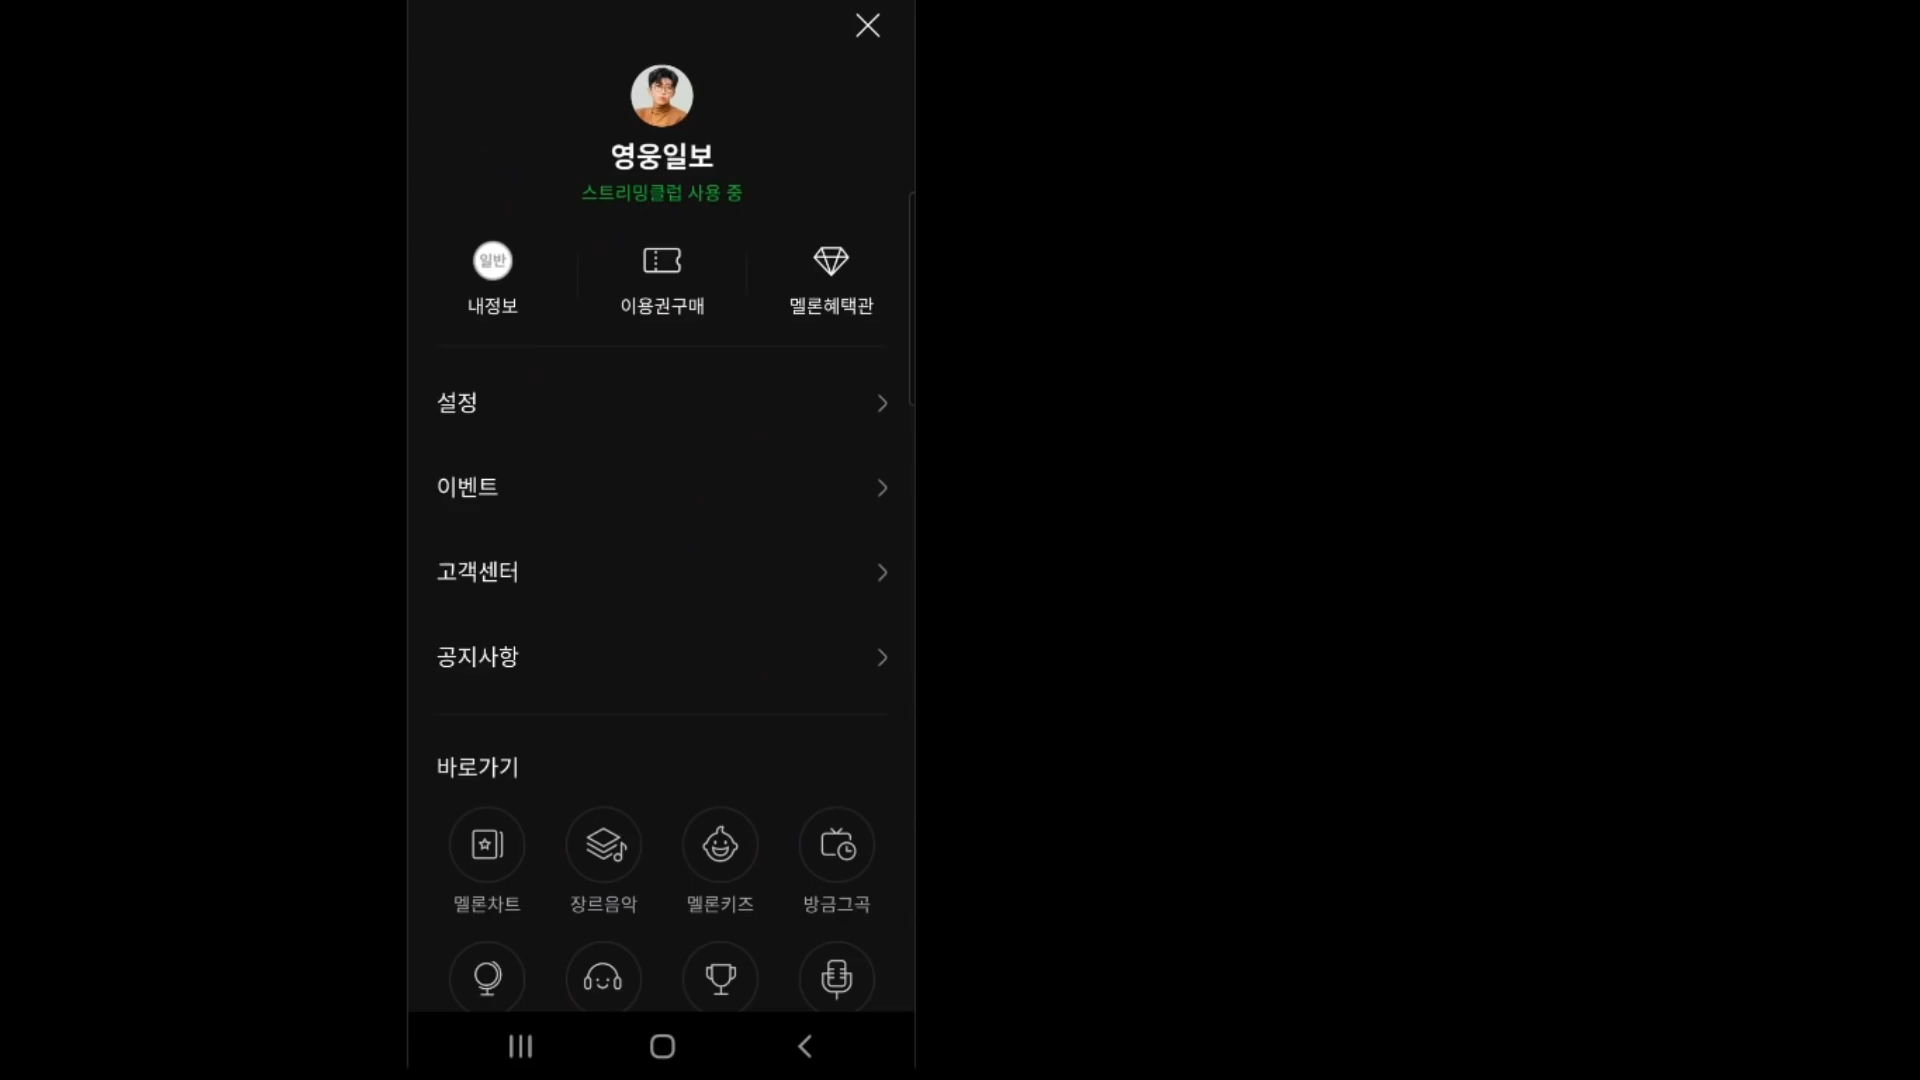 영웅일보
스트리밍클럽 사용 중
일반
내정보
이용권구매
멜론혜택관
설정
이벤트
고객센터
공지사항
바로가기
멜론차트
장르음악
멜론키즈
방금그곡